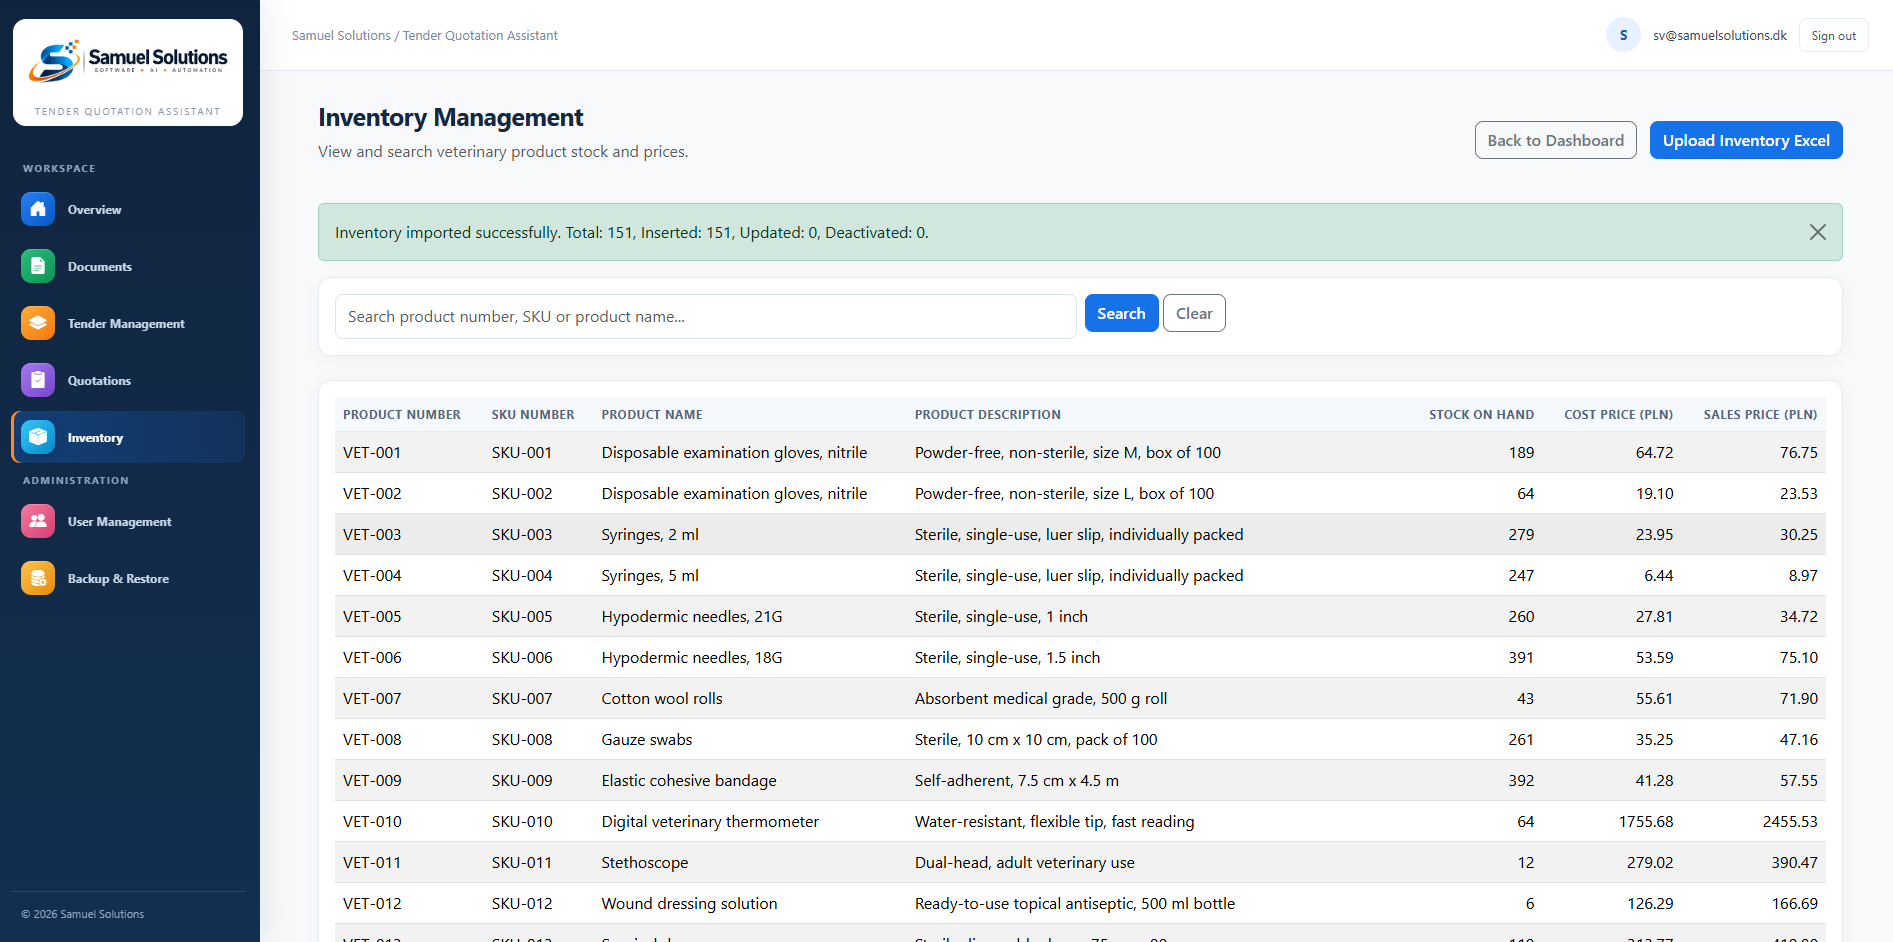 Samuel Solutions
SOFTWARE • AI • AUTOMATION
TENDER QUOTATION ASSISTANT
WORKSPACE
Overview
Documents
Tender Management
Quotations
Inventory
ADMINISTRATION
User Management
Backup & Restore
© 2026 Samuel Solutions
Samuel Solutions / Tender Quotation Assistant
S sv@samuelsolutions.dk Sign out
Inventory Management
View and search veterinary product stock and prices.
Back to Dashboard Upload Inventory Excel
Inventory imported successfully. Total: 151, Inserted: 151, Updated: 0, Deactivated: 0.
Search product number, SKU or product name... Search Clear
PRODUCT NUMBER SKU NUMBER PRODUCT NAME PRODUCT DESCRIPTION STOCK ON HAND COST PRICE (PLN) SALES PRICE (PLN)
VET-001 SKU-001 Disposable examination gloves, nitrile Powder-free, non-sterile, size M, box of 100 189 64.72 76.75
VET-002 SKU-002 Disposable examination gloves, nitrile Powder-free, non-sterile, size L, box of 100 64 19.10 23.53
VET-003 SKU-003 Syringes, 2 ml Sterile, single-use, luer slip, individually packed 279 23.95 30.25
VET-004 SKU-004 Syringes, 5 ml Sterile, single-use, luer slip, individually packed 247 6.44 8.97
VET-005 SKU-005 Hypodermic needles, 21G Sterile, single-use, 1 inch 260 27.81 34.72
VET-006 SKU-006 Hypodermic needles, 18G Sterile, single-use, 1.5 inch 391 53.59 75.10
VET-007 SKU-007 Cotton wool rolls Absorbent medical grade, 500 g roll 43 55.61 71.90
VET-008 SKU-008 Gauze swabs Sterile, 10 cm x 10 cm, pack of 100 261 35.25 47.16
VET-009 SKU-009 Elastic cohesive bandage Self-adherent, 7.5 cm x 4.5 m 392 41.28 57.55
VET-010 SKU-010 Digital veterinary thermometer Water-resistant, flexible tip, fast reading 64 1755.68 2455.53
VET-011 SKU-011 Stethoscope Dual-head, adult veterinary use 12 279.02 390.47
VET-012 SKU-012 Wound dressing solution Ready-to-use topical antiseptic, 500 ml bottle 6 126.29 166.69